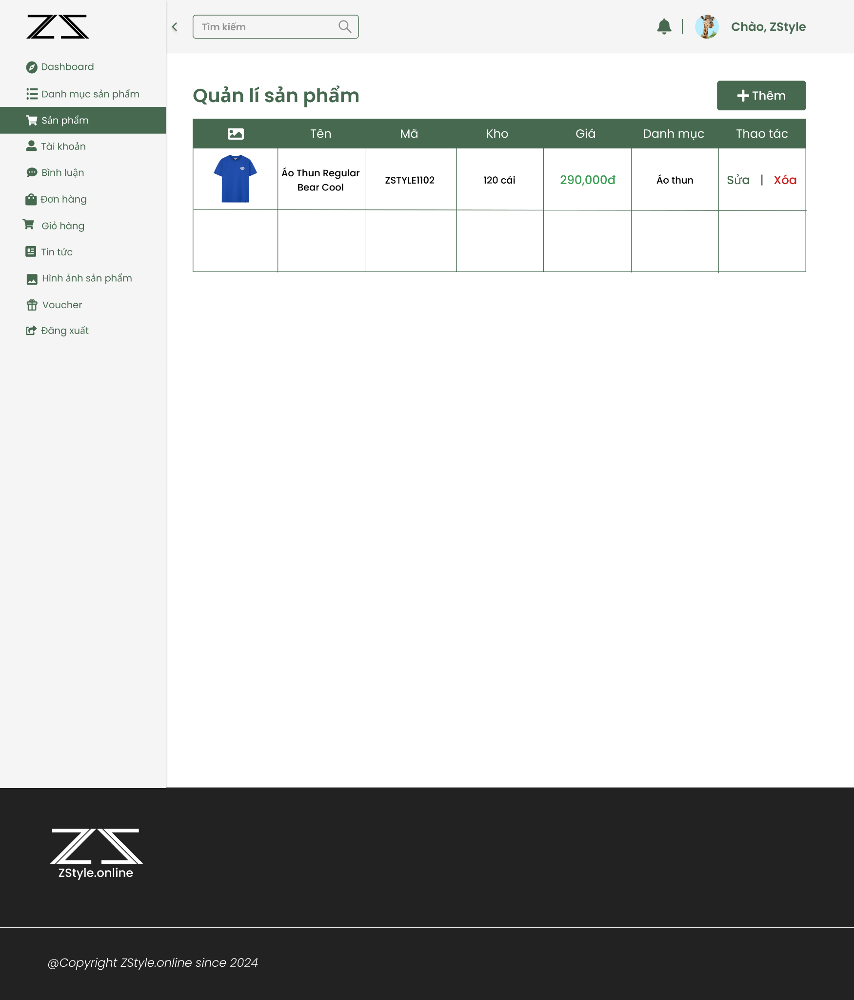 ZS
Tìm kiếm
Chào, ZStyle
Dashboard
Danh mục sản phẩm
Sản phẩm
Tài khoản
Bình luận
Đơn hàng
Giỏ hàng
Tin tức
Hình ảnh sản phẩm
Voucher
Đăng xuất
Quản lí sản phẩm
Thêm
Tên Mã Kho Giá Danh mục Thao tác
Áo Thun Regular
Bear Cool
ZSTYLE1102 120 cái 290,000đ Áo thun Sửa | Xóa
ZS
ZStyle.online
@Copyright ZStyle.online since 2024